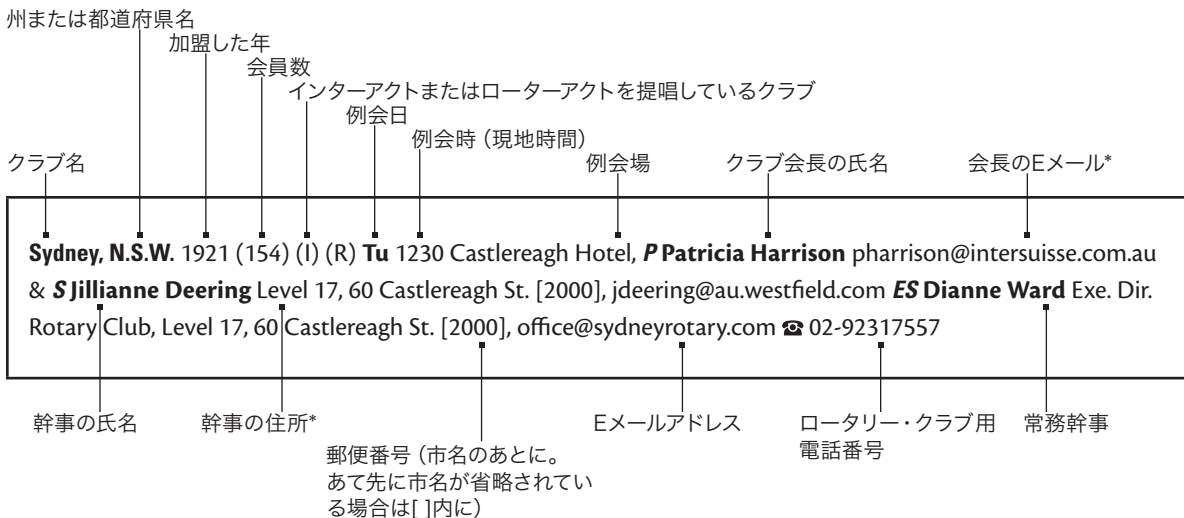 州または都道府県名
加盟した年
会員数
インターアクトまたはローターアクトを提唱しているクラブ
例会日
例会時（現地時間）
クラブ名
例会場
クラブ会長の氏名
会長のEメール*
Sydney, N.S.W. 1921 (154) (I) (R) Tu 1230 Castlereagh Hotel, P Patricia Harrison pharrison@intersuisse.com.au
& S Jillianne Deering Level 17, 60 Castlereagh St. [2000], jdeering@au.westfield.com ES Dianne Ward Exe. Dir.
Rotary Club, Level 17, 60 Castlereagh St. [2000], office@sydneyrotary.com ☎ 02-92317557
幹事の氏名
幹事の住所*
郵便番号（市名のあとに。
あて先に市名が省略されてい
る場合は[ ]内に）
Eメールアドレス
ロータリー・クラブ用
電話番号
常務幹事